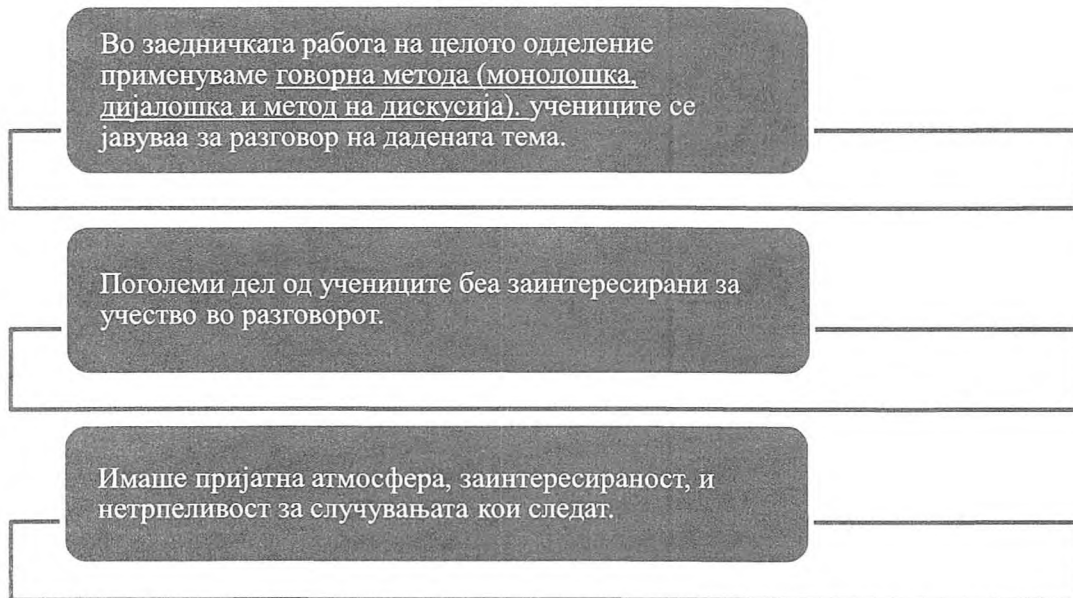 Во заедничката работа на целото одделение
применуваме говорна метода (монолошка,
дијалошка и метод на дискусија). учениците се
јавуваа за разговор на дадената тема.
Поголеми дел од учениците беа заинтересирани за
учество во разговорот.
Имаше пријатна атмосфера, заинтересираност, и
нетрпеливост за случувањата кои следат.